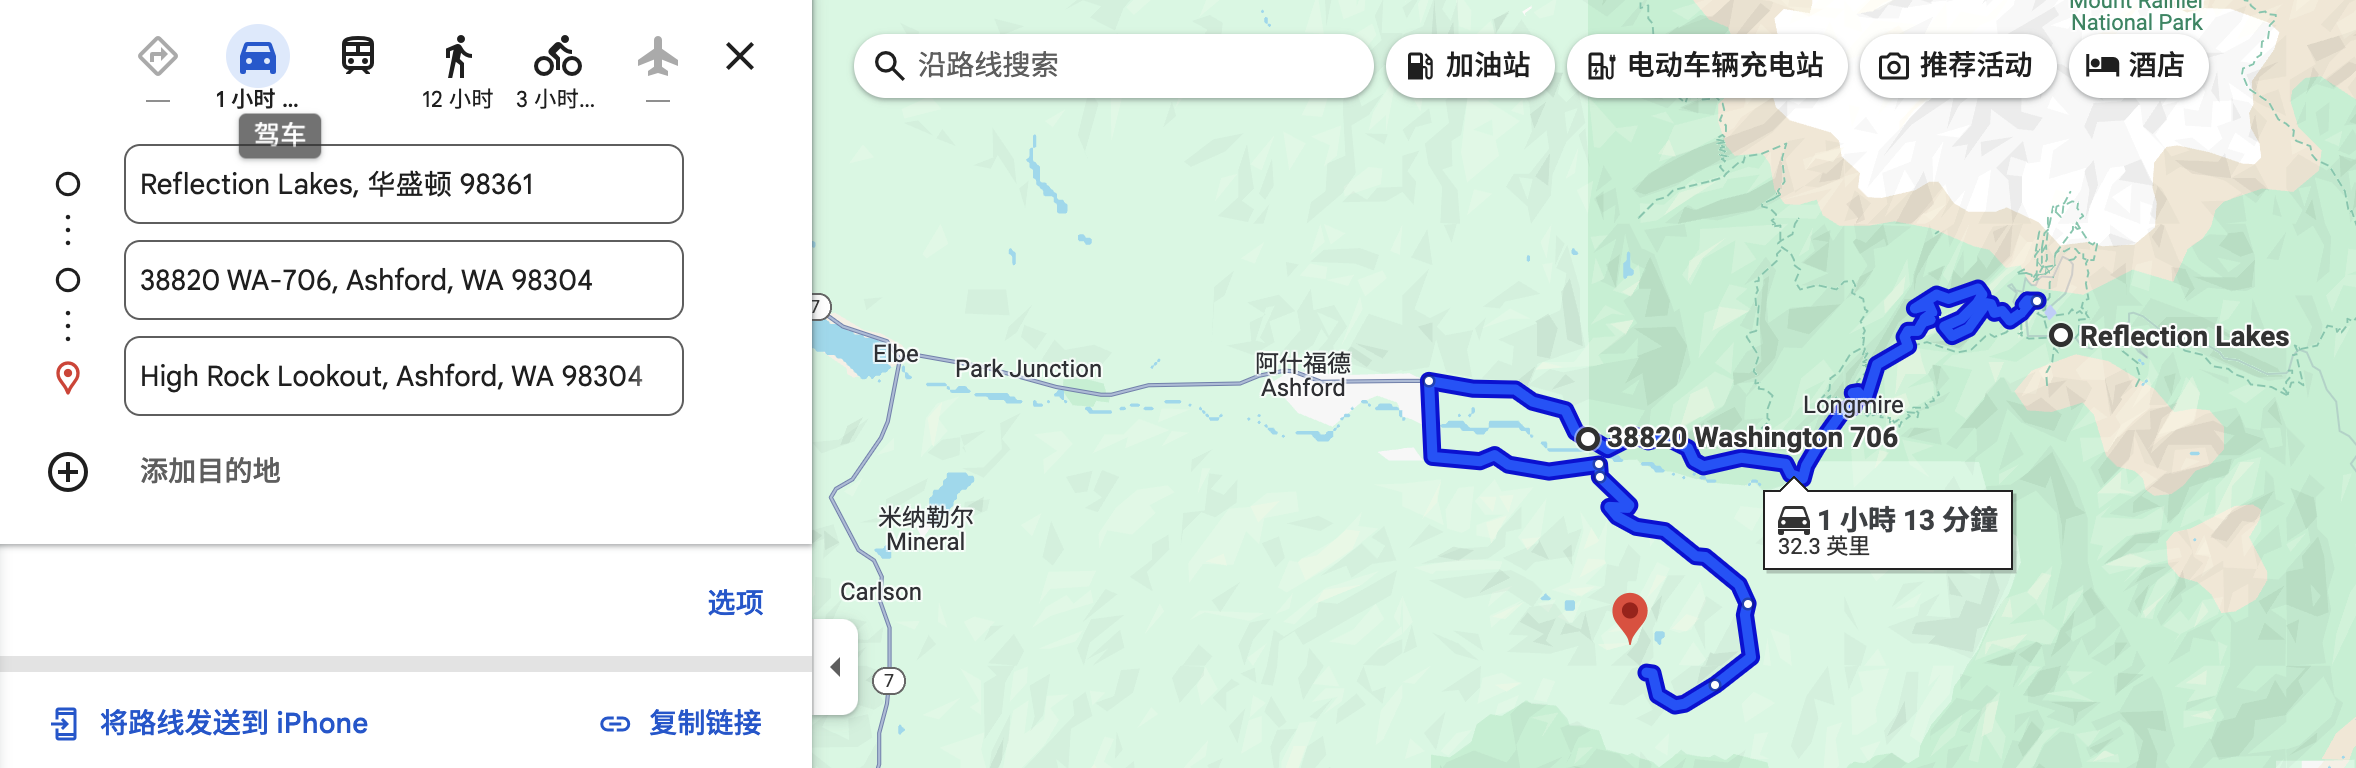 1 小时 ...
12 小时
3 小时...
驾车
Reflection Lakes, 华盛顿 98361
38820 WA-706, Ashford, WA 98304
High Rock Lookout, Ashford, WA 98304
添加目的地
选项
将路线发送到 iPhone
复制链接
沿路线搜索
加油站
电动车辆充电站
推荐活动
酒店
Mount Rainier
National Park
7
Elbe
Park Junction
阿什福德
Ashford
Longmire
Reflection Lakes
38820 Washington 706
1 小時 13 分鐘
32.3 英里
米纳勒尔
Mineral
Carlson
7